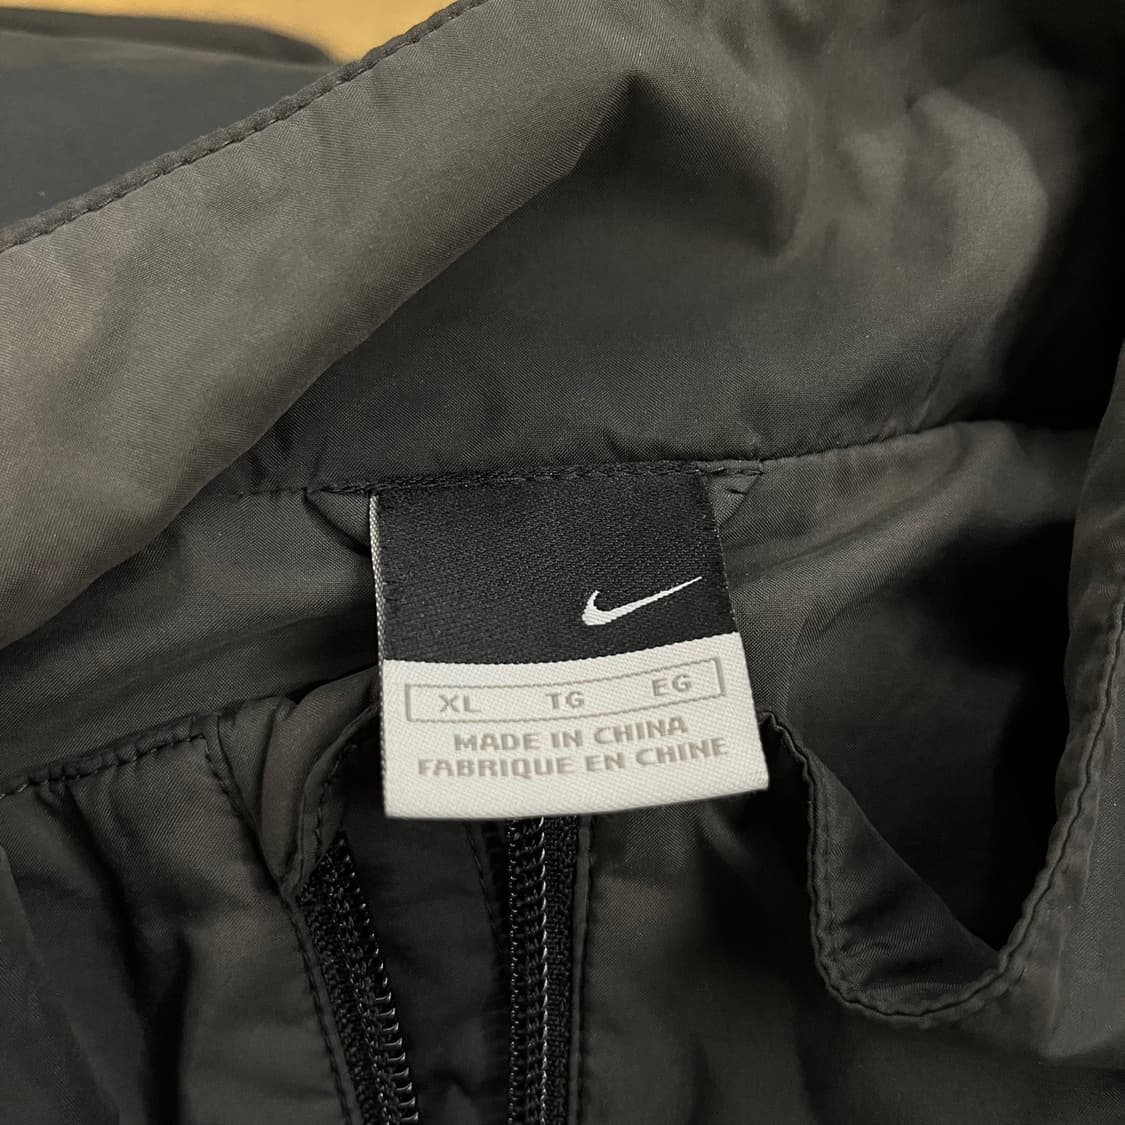 XL TG EG
MADE IN CHINA
FABRIQUE EN CHINE